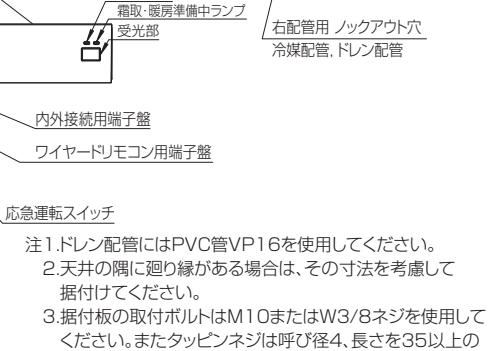 霜取・暖房準備中ランプ
受光部
右配管用 ノックアウト穴
冷媒配管, ドレン配管
内外接続用端子盤
ワイヤードリモコン用端子盤
応急運転スイッチ
注1.ドレン配管にはPVC管VP16を使用してください。
2.天井の隅に廻り縁がある場合は、その寸法を考慮して
据付けてください。
3.据付板の取付ボルトはM10またはW3/8ネジを使用して
ください。またタッピンネジは呼び径4、長さを35以上の